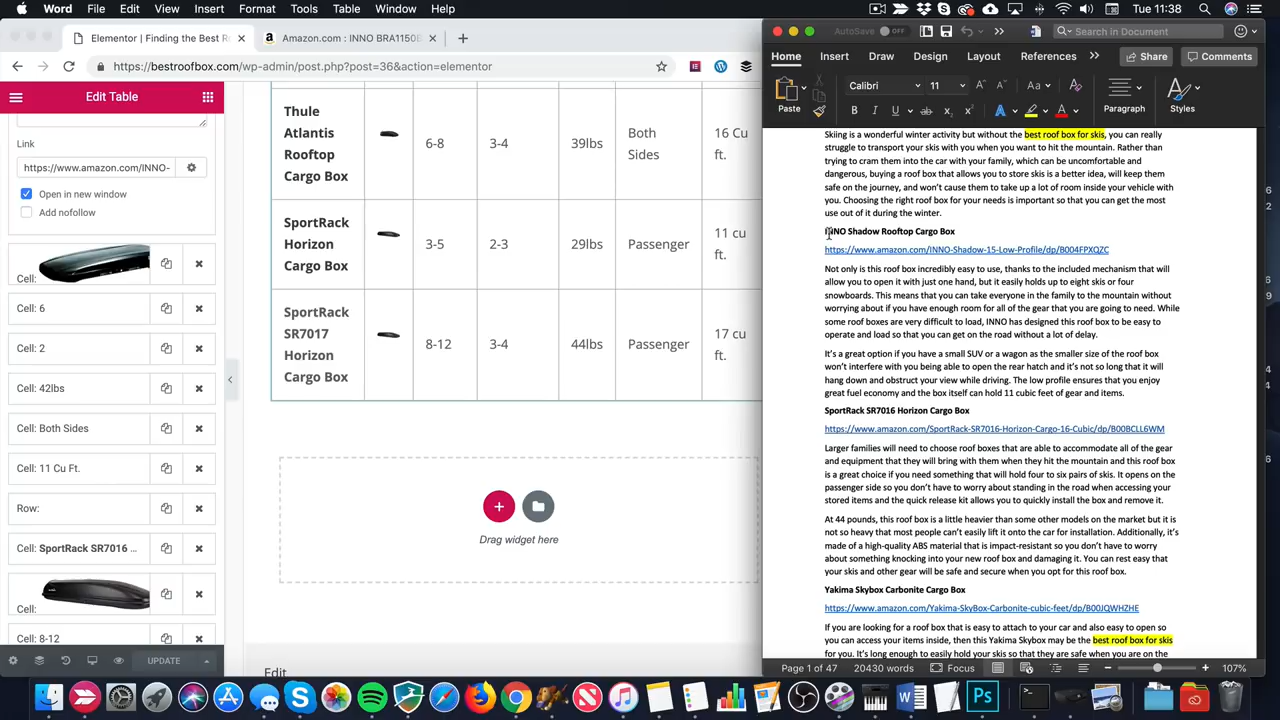 Word File Edit View Insert Format Tools Table Window Help
Tue 11:38
Elementor | Finding the Best Ro
Amazon.com : INNO BRA1150B
https://bestroofbox.com/wp-admin/post.php?post=36&action=elementor
Edit Table
Link
https://www.amazon.com/INNO-
Open in new window
Add nofollow
Cell:
Cell: 6
Cell: 2
Cell: 42lbs
Cell: Both Sides
Cell: 11 Cu Ft.
Row:
Cell: SportRack SR7016 ...
Cell:
Cell: 8-12
UPDATE
Thule Atlantis Rooftop Cargo Box 6-8 3-4 39lbs Both Sides 16 Cu ft.
SportRack Horizon Cargo Box 3-5 2-3 29lbs Passenger 11 cu ft.
SportRack SR7017 Horizon Cargo Box 8-12 3-4 44lbs Passenger 17 cu ft.
Drag widget here
Edit
AutoSave OFF
Search in Document
Home Insert Draw Design Layout References
Share
Comments
Paste
Calibri
11
Aa
B I U ab x₂ x²
Paragraph
Styles
Skiing is a wonderful winter activity but without the best roof box for skis, you can really
struggle to transport your skis with you when you want to hit the mountain. Rather than
trying to cram them into the car with your family, which can be uncomfortable and
dangerous, buying a roof box that allows you to store skis is a better idea, will keep them
safe on the journey, and won't cause them to take up a lot of room inside your vehicle with
you. Choosing the right roof box for your needs is important so that you can get the most
use out of it during the winter.
INNO Shadow Rooftop Cargo Box
https://www.amazon.com/INNO-Shadow-15-Low-Profile/dp/B004FPXQZC
Not only is this roof box incredibly easy to use, thanks to the included mechanism that will
allow you to open it with just one hand, but it easily holds up to eight skis or four
snowboards. This means that you can take everyone in the family to the mountain without
worrying about if you have enough room for all of the gear that you are going to need. While
some roof boxes are very difficult to load, INNO has designed this roof box to be easy to
operate and load so that you can get on the road without a lot of delay.
It's a great option if you have a small SUV or a wagon as the smaller size of the roof box
won't interfere with you being able to open the rear hatch and it's not so long that it will
hang down and obstruct your view while driving. The low profile ensures that you enjoy
great fuel economy and the box itself can hold 11 cubic feet of gear and items.
SportRack SR7016 Horizon Cargo Box
https://www.amazon.com/SportRack-SR7016-Horizon-Cargo-16-Cubic/dp/B00BCLL6WM
Larger families will need to choose roof boxes that are able to accommodate all of the gear
and equipment that they will bring with them when they hit the mountain and this roof box
is a great choice if you need something that will hold four to six pairs of skis. It opens on the
passenger side so you don't have to worry about standing in the road when accessing your
stored items and the quick release kit allows you to quickly install the box and remove it.
At 44 pounds, this roof box is a little heavier than some other models on the market but it is
not so heavy that most people can't easily lift it onto the car for installation. Additionally, it's
made of a high-quality ABS material that is impact-resistant so you don't have to worry
about something knocking into your new roof box and damaging it. You can rest easy that
your skis and other gear will be safe and secure when you opt for this roof box.
Yakima Skybox Carbonite Cargo Box
https://www.amazon.com/Yakima-SkyBox-Carbonite-cubic-feet/dp/B00JQWHZHE
If you are looking for a roof box that is easy to attach to your car and also easy to open so
you can access your items inside, then this Yakima Skybox may be the best roof box for skis
for you. It's long enough to easily hold your skis so that they are safe when you are on the
Page 1 of 47 20430 words Focus 107%
Ps